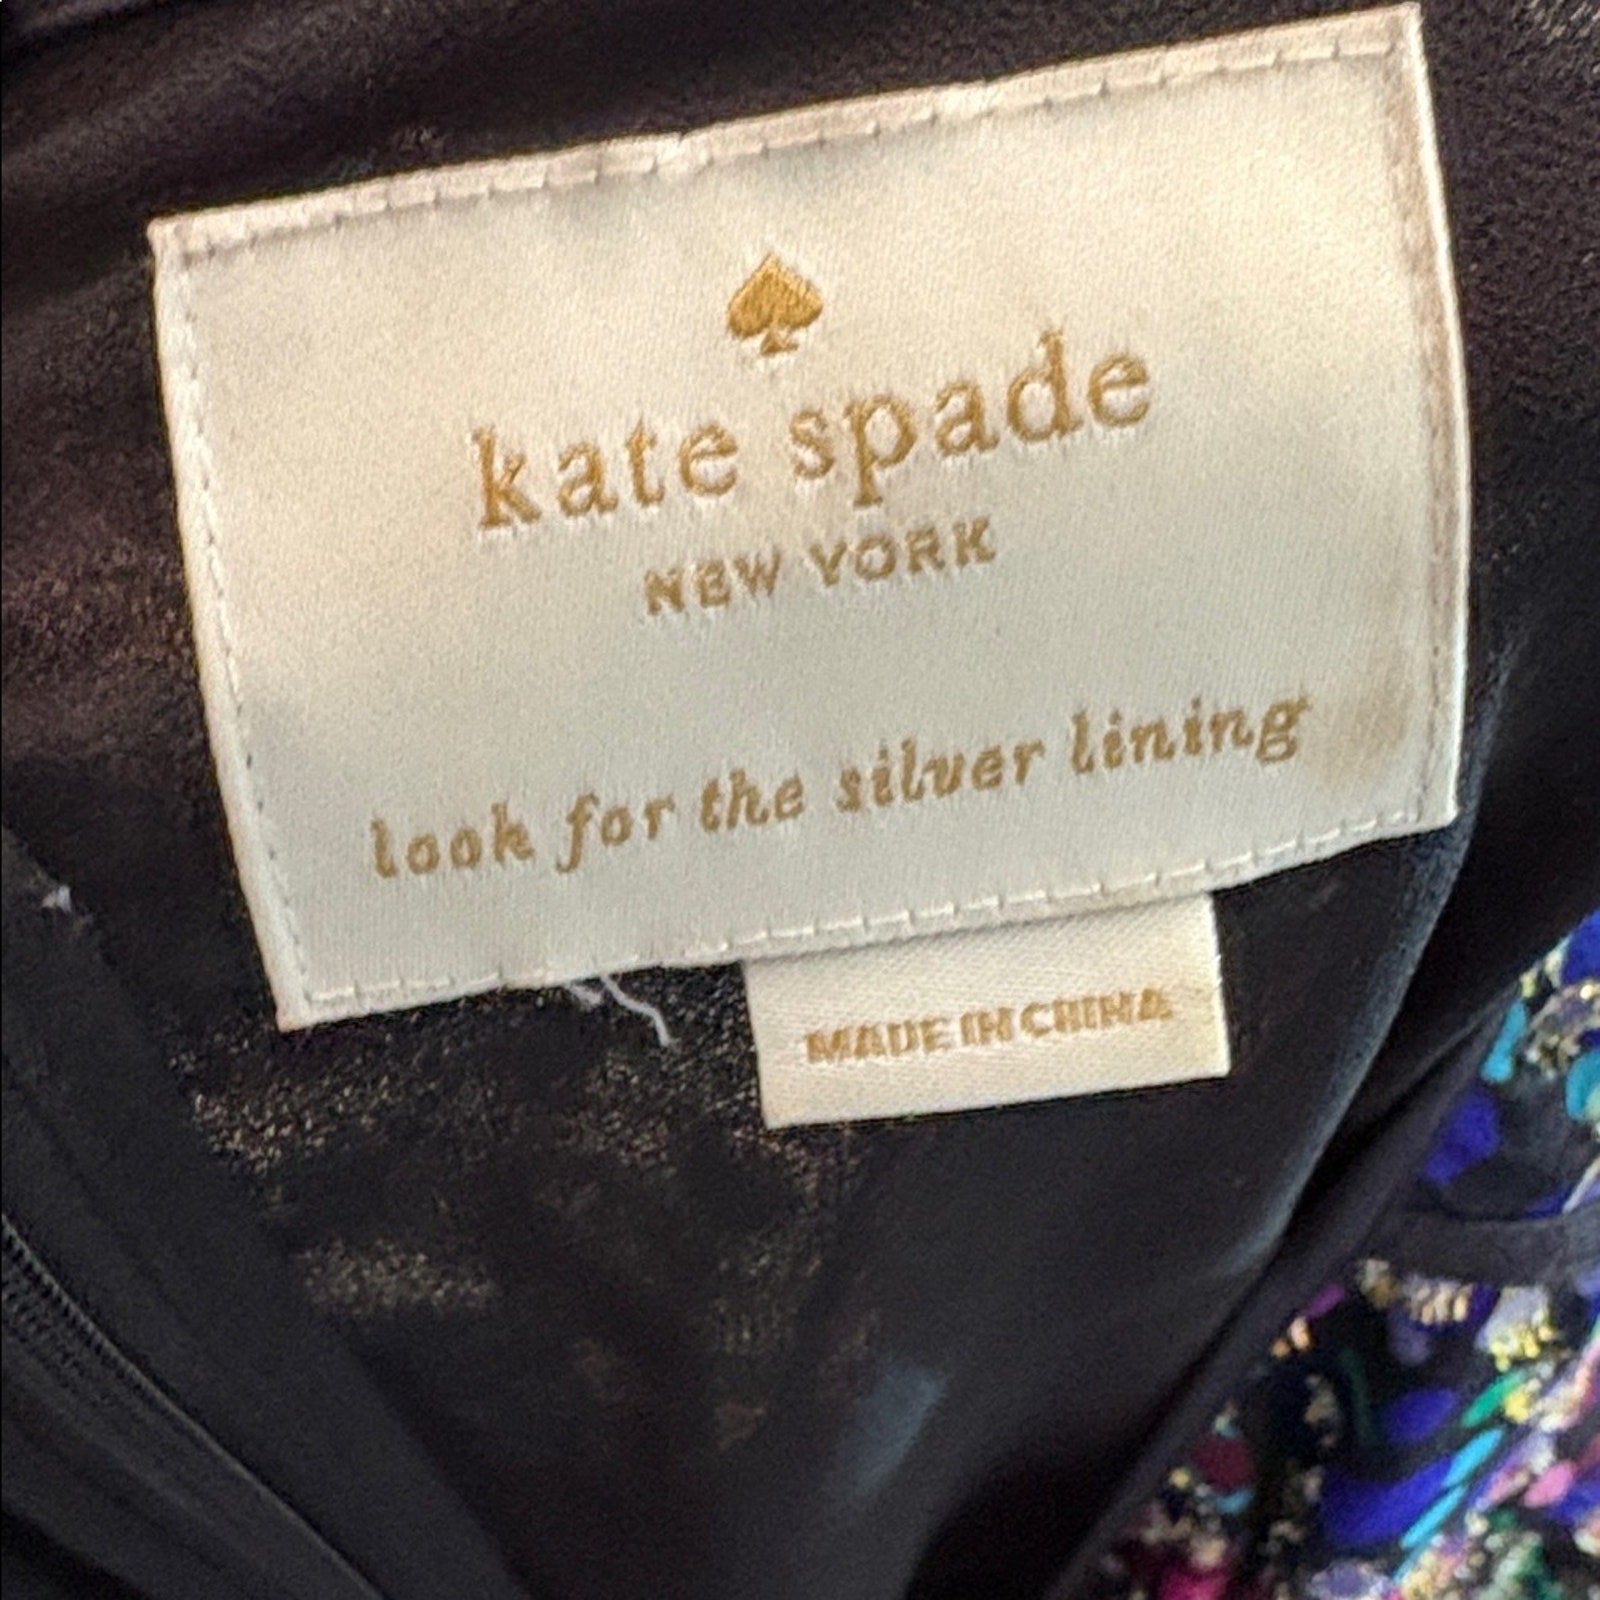 kate spade
NEW YORK
look for the silver lining
MADE IN CHINA